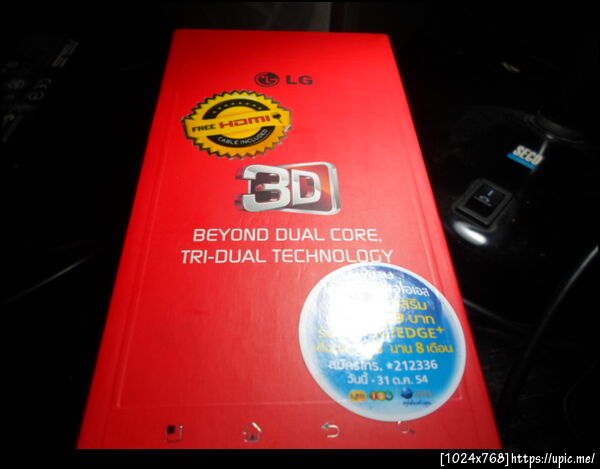 LG
FREE HDMI
CABLE INCLUDED
3D
BEYOND DUAL CORE,
TRI-DUAL TECHNOLOGY
SECO
EDGE+
นาน 8 เดือน
สมัครโทร. *212336
วันนี้ - 31 ต.ค. 54
[1024x768]https://upic.me/